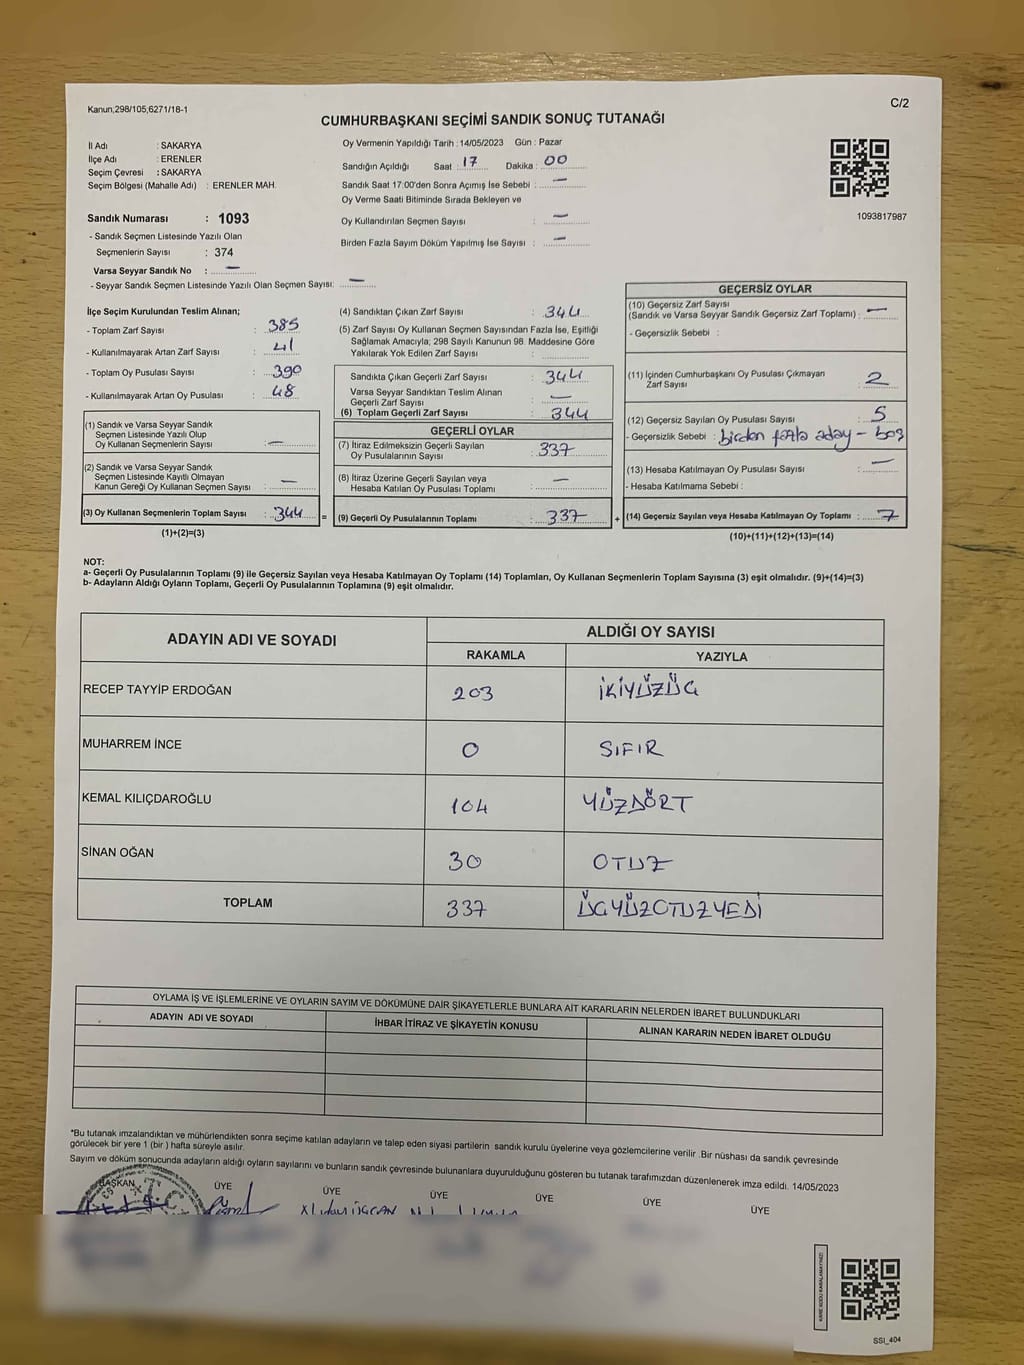 Kanun,298/105,6271/18-1
C/2
CUMHURBAŞKANI SEÇİMİ SANDIK SONUÇ TUTANAĞI
İl Adı : SAKARYA
İlçe Adı : ERENLER
Seçim Çevresi : SAKARYA
Seçim Bölgesi (Mahalle Adı) : ERENLER MAH.
Sandık Numarası : 1093
- Sandık Seçmen Listesinde Yazılı Olan
Seçmenlerin Sayısı : 374
Varsa Seyyar Sandık No : —
- Seyyar Sandık Seçmen Listesinde Yazılı Olan Seçmen Sayısı: —
Oy Vermenin Yapıldığı Tarih : 14/05/2023 Gün : Pazar
Sandığın Açıldığı Saat : 17 Dakika : 00
Sandık Saat 17:00'den Sonra Açımış İse Sebebi : —
Oy Verme Saati Bitiminde Sırada Bekleyen ve
Oy Kullandırılan Seçmen Sayısı : —
Birden Fazla Sayım Döküm Yapılmış İse Sayısı : —
1093817987
İlçe Seçim Kurulundan Teslim Alınan;
- Toplam Zarf Sayısı : 385
- Kullanılmayarak Artan Zarf Sayısı : 41
- Toplam Oy Pusulası Sayısı : 390
- Kullanılmayarak Artan Oy Pusulası : 48
(1) Sandık ve Varsa Seyyar Sandık
Seçmen Listesinde Yazılı Olup
Oy Kullanan Seçmenlerin Sayısı : —
(2) Sandık ve Varsa Seyyar Sandık
Seçmen Listesinde Kayıtlı Olmayan
Kanun Gereği Oy Kullanan Seçmen Sayısı : —
(3) Oy Kullanan Seçmenlerin Toplam Sayısı : 344 =
(1)+(2)=(3)
(4) Sandıktan Çıkan Zarf Sayısı : 344
(5) Zarf Sayısı Oy Kullanan Seçmen Sayısından Fazla İse, Eşitliği
Sağlamak Amacıyla; 298 Sayılı Kanunun 98. Maddesine Göre
Yakılarak Yok Edilen Zarf Sayısı :
Sandıkta Çıkan Geçerli Zarf Sayısı : 344
Varsa Seyyar Sandıktan Teslim Alınan
Geçerli Zarf Sayısı : —
(6) Toplam Geçerli Zarf Sayısı : 344
GEÇERLİ OYLAR
(7) İtiraz Edilmeksizin Geçerli Sayılan
Oy Pusulalarının Sayısı : 337
(8) İtiraz Üzerine Geçerli Sayılan veya
Hesaba Katılan Oy Pusulası Toplamı : —
(9) Geçerli Oy Pusulalarının Toplamı : 337 +
GEÇERSİZ OYLAR
(10) Geçersiz Zarf Sayısı
(Sandık ve Varsa Seyyar Sandık Geçersiz Zarf Toplamı) : —
- Geçersizlik Sebebi :
(11) İçinden Cumhurbaşkanı Oy Pusulası Çıkmayan
Zarf Sayısı : 2
(12) Geçersiz Sayılan Oy Pusulası Sayısı : 5
- Geçersizlik Sebebi : birden fazla aday - boş
(13) Hesaba Katılmayan Oy Pusulası Sayısı : —
- Hesaba Katılmama Sebebi :
(14) Geçersiz Sayılan veya Hesaba Katılmayan Oy Toplamı : 7
(10)+(11)+(12)+(13)=(14)
NOT:
a- Geçerli Oy Pusulalarının Toplamı (9) ile Geçersiz Sayılan veya Hesaba Katılmayan Oy Toplamı (14) Toplamları, Oy Kullanan Seçmenlerin Toplam Sayısına (3) eşit olmalıdır. (9)+(14)=(3)
b- Adayların Aldığı Oyların Toplamı, Geçerli Oy Pusulalarının Toplamına (9) eşit olmalıdır.
ADAYIN ADI VE SOYADI ALDIĞI OY SAYISI
RAKAMLA YAZIYLA
RECEP TAYYİP ERDOĞAN 203 İKİYÜZÜÇ
MUHARREM İNCE 0 SIFIR
KEMAL KILIÇDAROĞLU 104 YÜZDÖRT
SİNAN OĞAN 30 OTUZ
TOPLAM 337 ÜÇYÜZOTUZYEDİ
OYLAMA İŞ VE İŞLEMLERİNE VE OYLARIN SAYIM VE DÖKÜMÜNE DAİR ŞİKAYETLERLE BUNLARA AİT KARARLARIN NELERDEN İBARET BULUNDUKLARI
ADAYIN ADI VE SOYADI İHBAR İTİRAZ VE ŞİKAYETİN KONUSU ALINAN KARARIN NEDEN İBARET OLDUĞU
*Bu tutanak imzalandıktan ve mühürlendikten sonra seçime katılan adayların ve talep eden siyasi partilerin sandık kurulu üyelerine veya gözlemcilerine verilir .Bir nüshası da sandık çevresinde
görülecek bir yere 1 (bir ) hafta süreyle asılır.
Sayım ve döküm sonucunda adayların aldığı oyların sayılarını ve bunların sandık çevresinde bulunanlara duyurulduğunu gösteren bu tutanak tarafımızdan düzenlenerek imza edildi. 14/05/2023
BAŞKAN ÜYE ÜYE ÜYE ÜYE ÜYE ÜYE
SSI_404